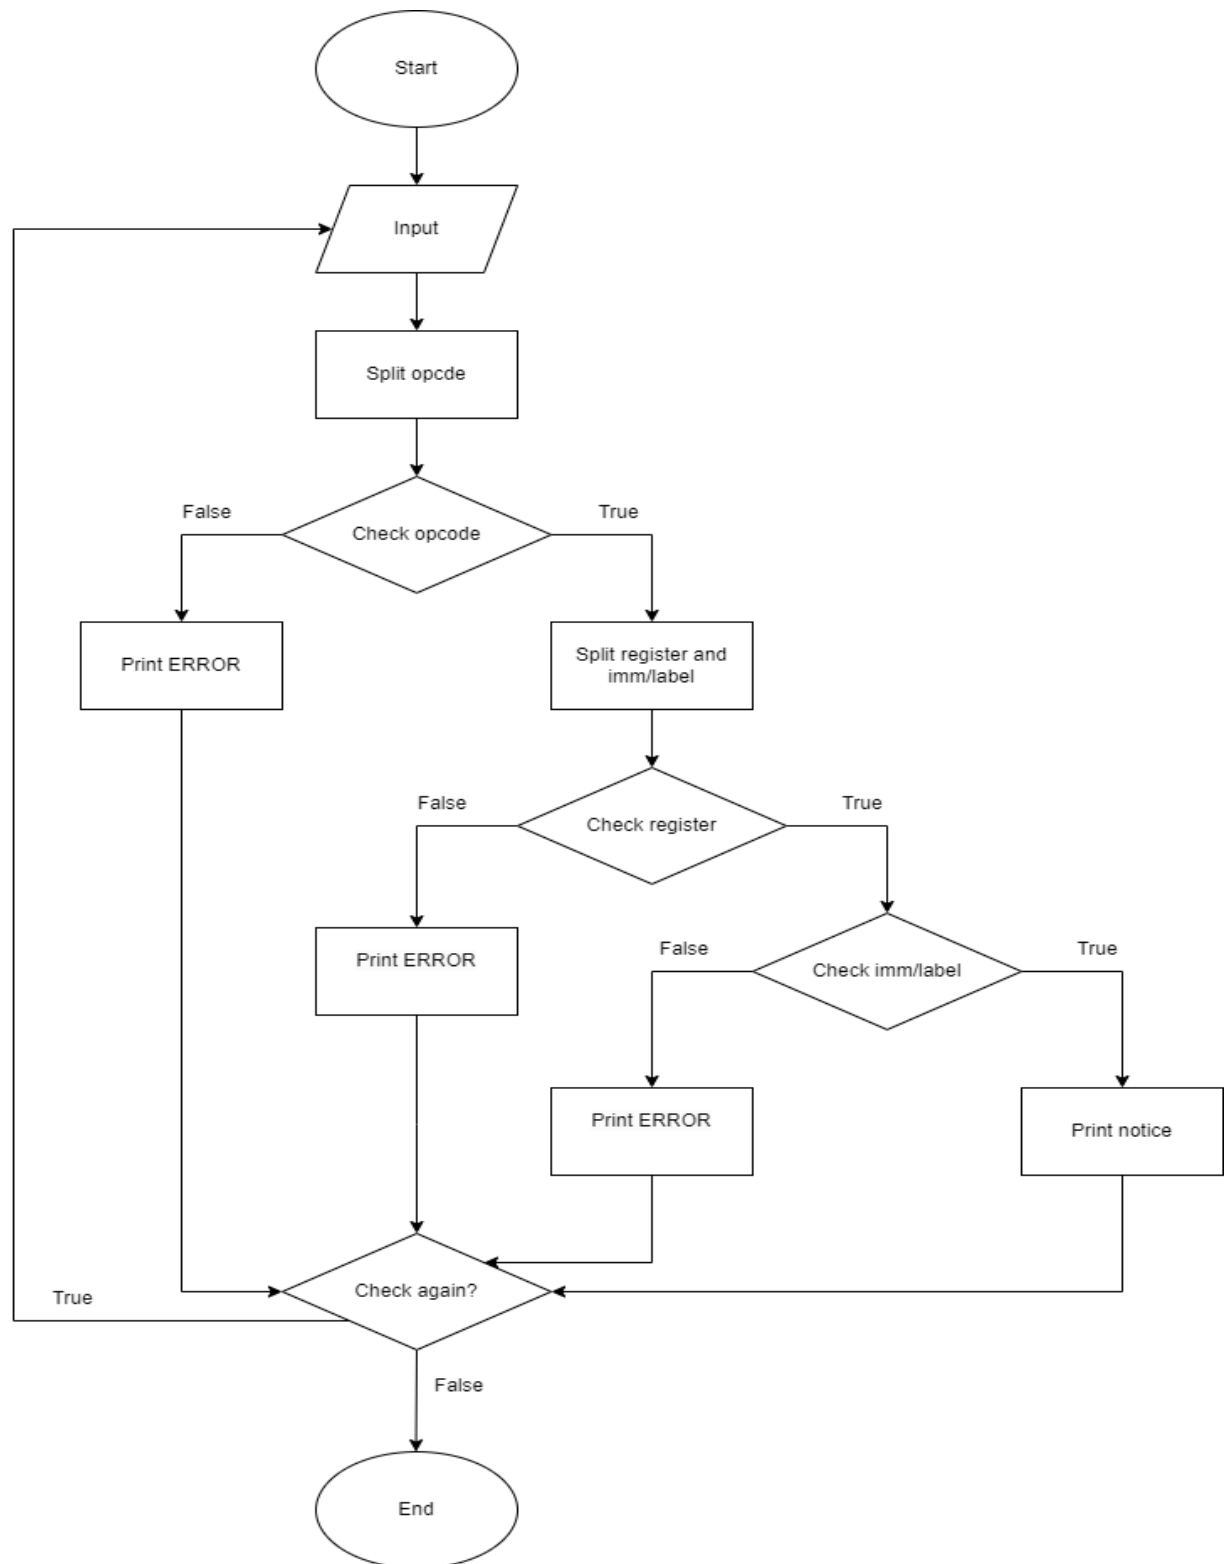 Start
Input
Split opcde
False
True
Check opcode
Print ERROR
Split register and
imm/label
False
True
Check register
Print ERROR
False
True
Check imm/label
Print ERROR
Print notice
Check again?
True
False
End